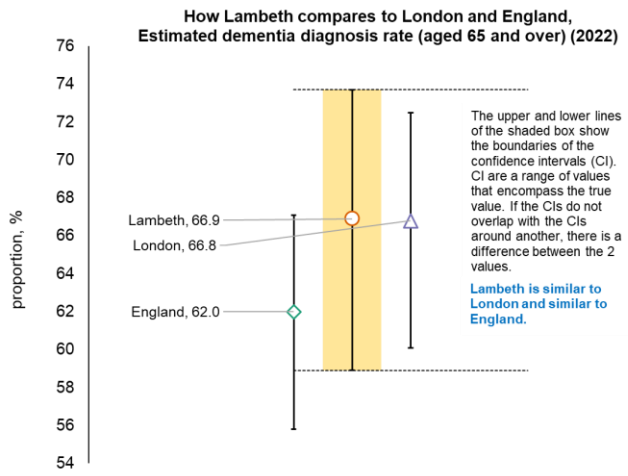 How Lambeth compares to London and England,
Estimated dementia diagnosis rate (aged 65 and over) (2022)
76
74
72
70
68
66
64
62
60
58
56
54
proportion, %
Lambeth, 66.9
London, 66.8
England, 62.0
The upper and lower lines
of the shaded box show
the boundaries of the
confidence intervals (CI).
CI are a range of values
that encompass the true
value. If the CIs do not
overlap with the CIs
around another, there is a
difference between the 2
values.
Lambeth is similar to
London and similar to
England.